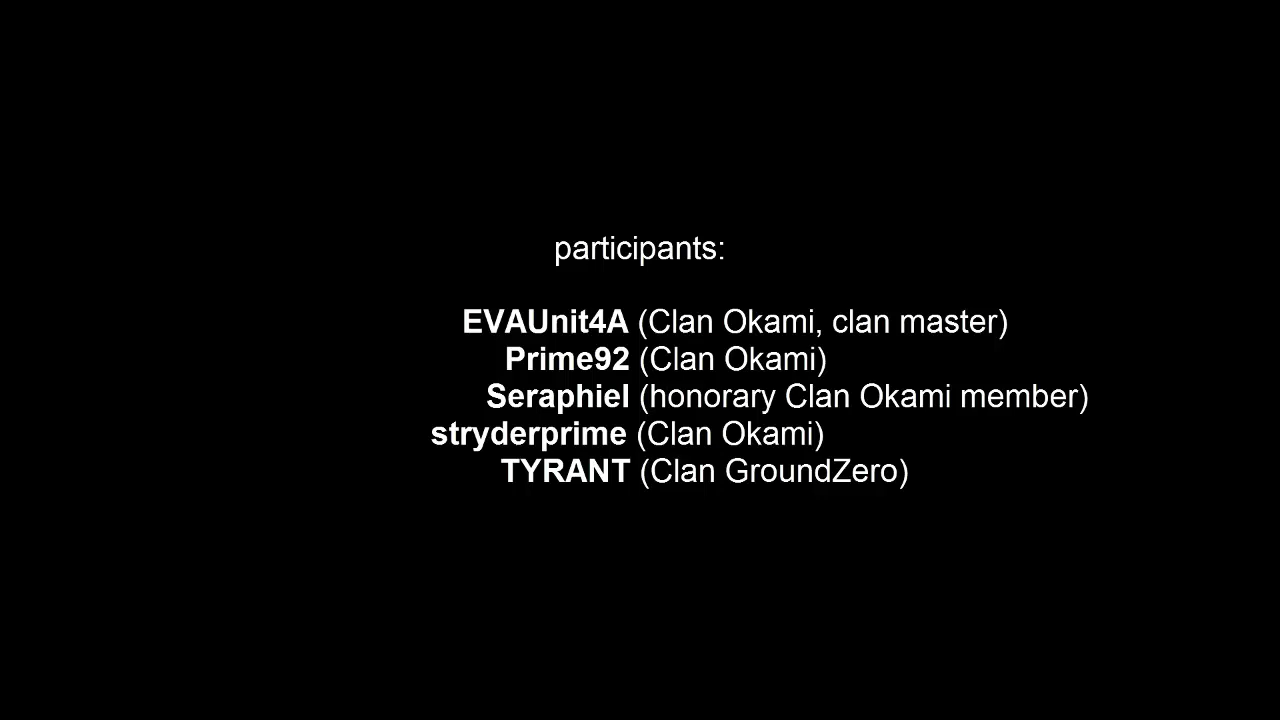 participants:
EVAUnit4A (Clan Okami, clan master)
Prime92 (Clan Okami)
Seraphiel (honorary Clan Okami member)
stryderprime (Clan Okami)
TYRANT (Clan GroundZero)